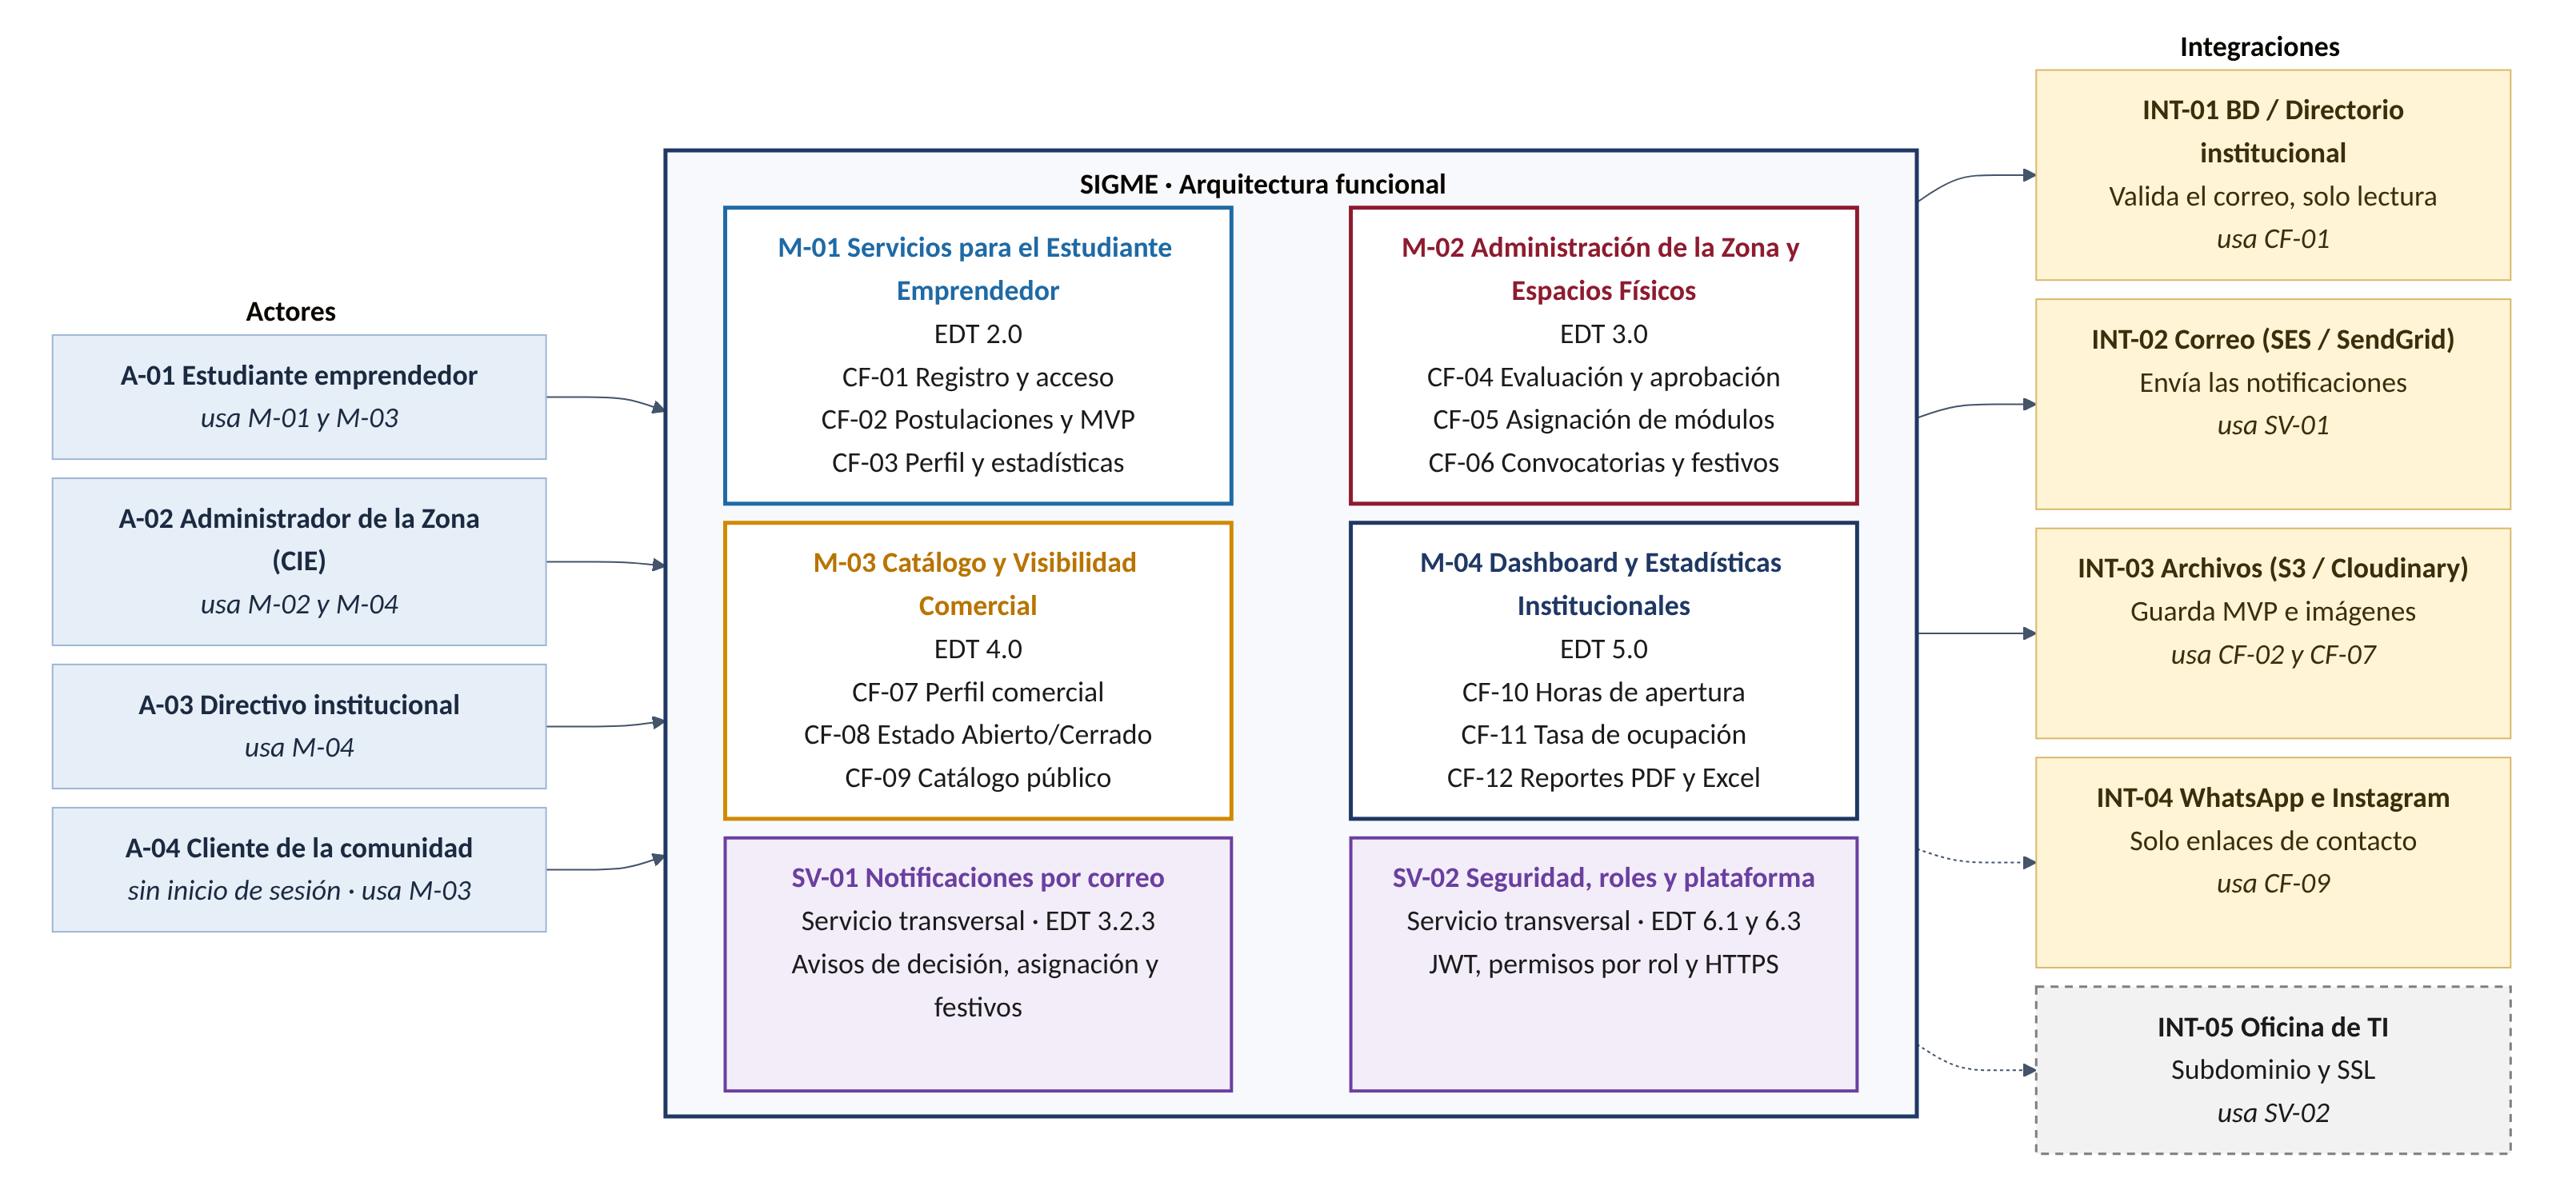 Actores
A-01 Estudiante emprendedor
usa M-01 y M-03
A-02 Administrador de la Zona
(CIE)
usa M-02 y M-04
A-03 Directivo institucional
usa M-04
A-04 Cliente de la comunidad
sin inicio de sesión · usa M-03
SIGME · Arquitectura funcional
M-01 Servicios para el Estudiante
Emprendedor
EDT 2.0
CF-01 Registro y acceso
CF-02 Postulaciones y MVP
CF-03 Perfil y estadísticas
M-02 Administración de la Zona y
Espacios Físicos
EDT 3.0
CF-04 Evaluación y aprobación
CF-05 Asignación de módulos
CF-06 Convocatorias y festivos
M-03 Catálogo y Visibilidad
Comercial
EDT 4.0
CF-07 Perfil comercial
CF-08 Estado Abierto/Cerrado
CF-09 Catálogo público
M-04 Dashboard y Estadísticas
Institucionales
EDT 5.0
CF-10 Horas de apertura
CF-11 Tasa de ocupación
CF-12 Reportes PDF y Excel
SV-01 Notificaciones por correo
Servicio transversal · EDT 3.2.3
Avisos de decisión, asignación y
festivos
SV-02 Seguridad, roles y plataforma
Servicio transversal · EDT 6.1 y 6.3
JWT, permisos por rol y HTTPS
Integraciones
INT-01 BD / Directorio
institucional
Valida el correo, solo lectura
usa CF-01
INT-02 Correo (SES / SendGrid)
Envía las notificaciones
usa SV-01
INT-03 Archivos (S3 / Cloudinary)
Guarda MVP e imágenes
usa CF-02 y CF-07
INT-04 WhatsApp e Instagram
Solo enlaces de contacto
usa CF-09
INT-05 Oficina de TI
Subdominio y SSL
usa SV-02